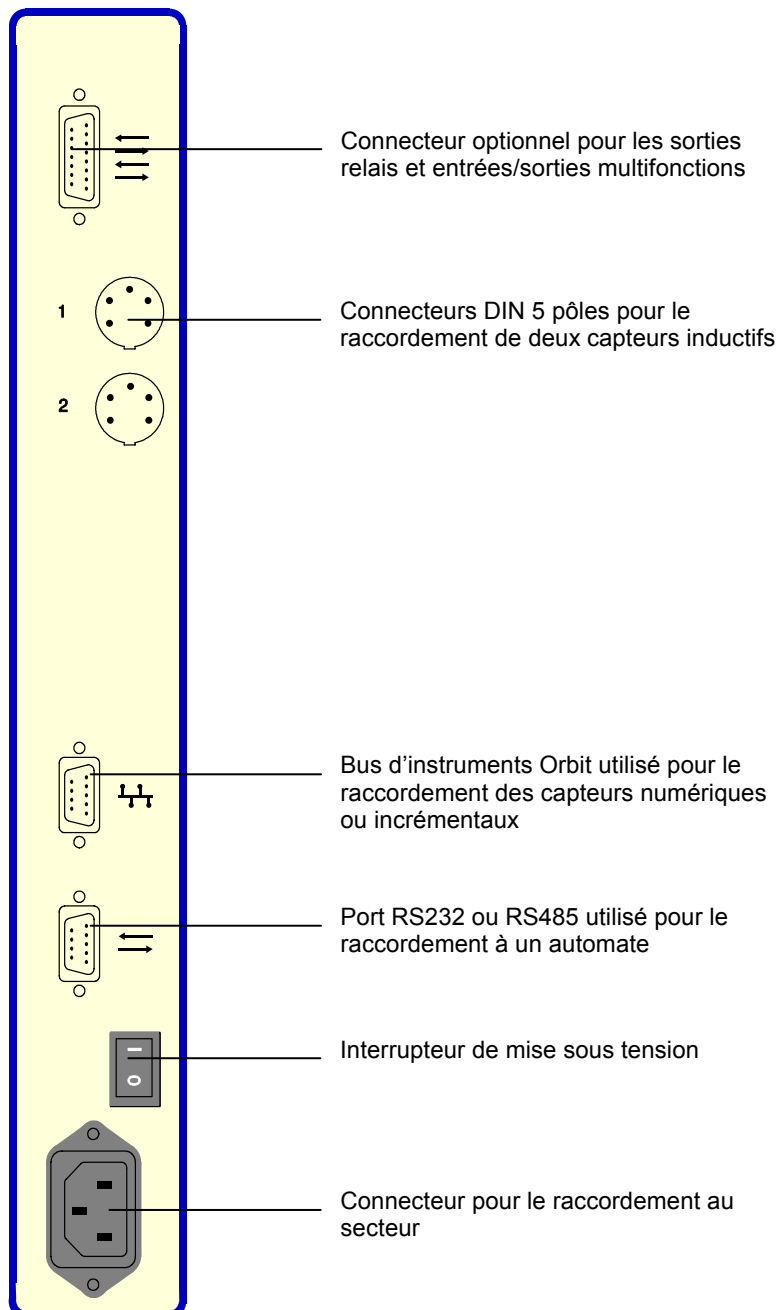 Connecteur optionnel pour les sorties
relais et entrées/sorties multifonctions
1
Connecteurs DIN 5 pôles pour le
raccordement de deux capteurs inductifs
2
Bus d’instruments Orbit utilisé pour le
raccordement des capteurs numériques
ou incrémentaux
Port RS232 ou RS485 utilisé pour le
raccordement à un automate
I
O
Interrupteur de mise sous tension
Connecteur pour le raccordement au
secteur